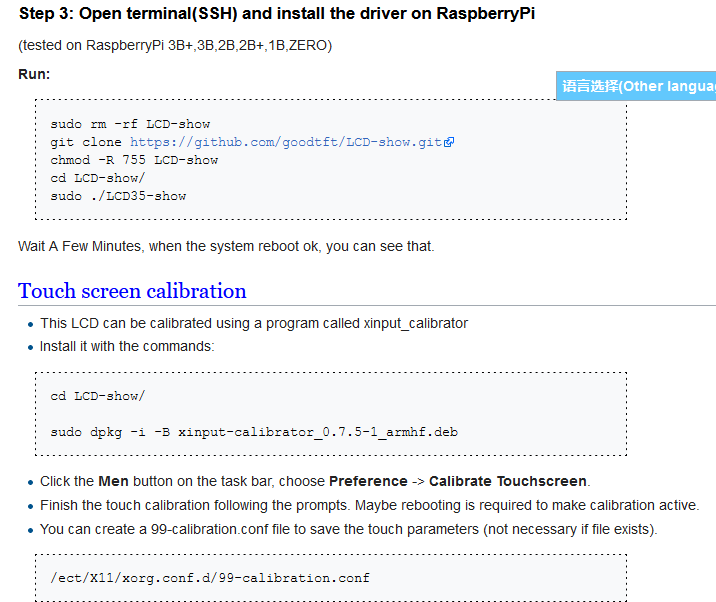 Step 3: Open terminal(SSH) and install the driver on RaspberryPi
(tested on RaspberryPi 3B+,3B,2B,2B+,1B,ZERO)
Run:
语言选择(Other langua
sudo rm -rf LCD-show
git clone https://github.com/goodtft/LCD-show.git
chmod -R 755 LCD-show
cd LCD-show/
sudo ./LCD35-show
Wait A Few Minutes, when the system reboot ok, you can see that.
Touch screen calibration
This LCD can be calibrated using a program called xinput_calibrator
Install it with the commands:
cd LCD-show/
sudo dpkg -i -B xinput-calibrator_0.7.5-1_armhf.deb
Click the Men button on the task bar, choose Preference -> Calibrate Touchscreen.
Finish the touch calibration following the prompts. Maybe rebooting is required to make calibration active.
You can create a 99-calibration.conf file to save the touch parameters (not necessary if file exists).
/ect/X11/xorg.conf.d/99-calibration.conf